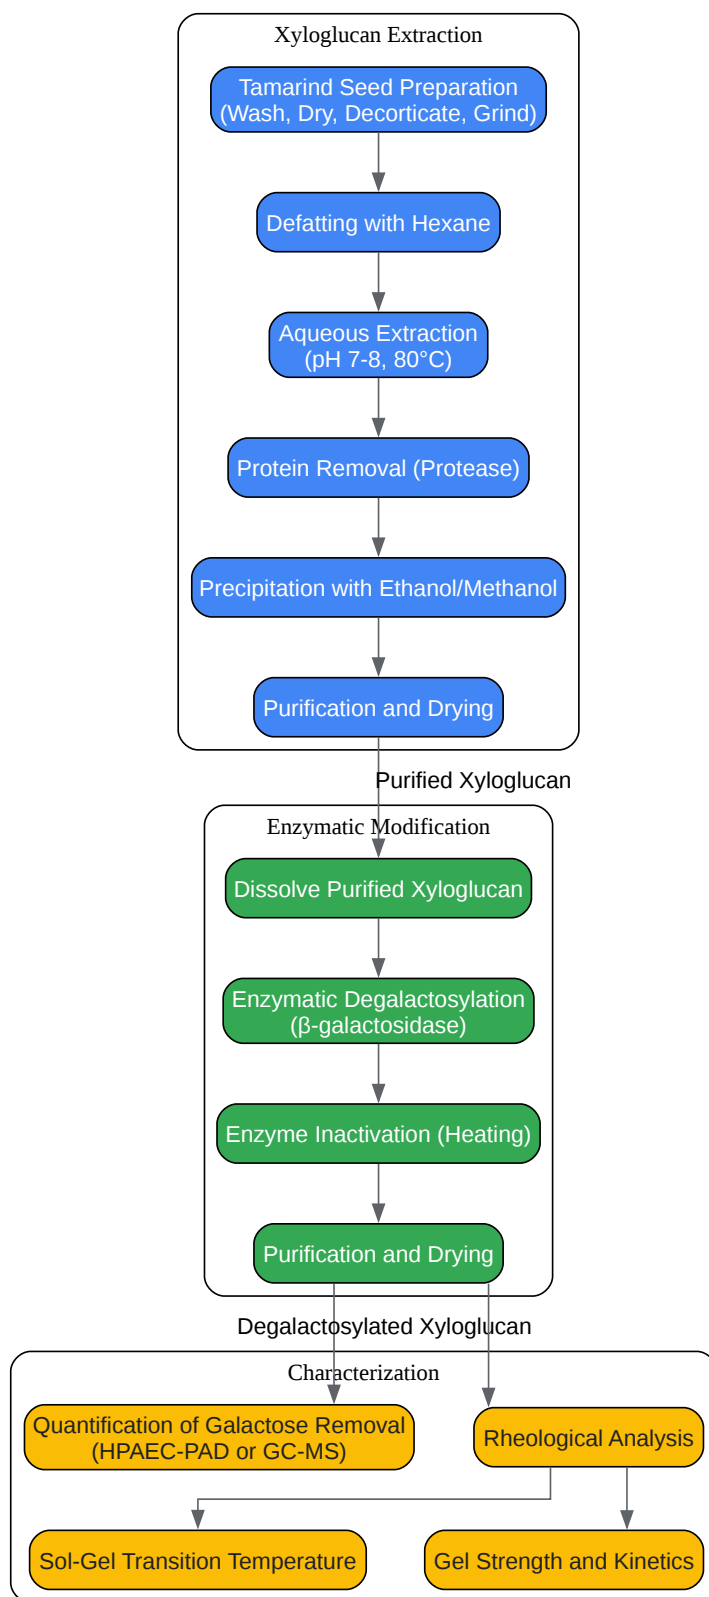 Xyloglucan Extraction
Tamarind Seed Preparation
(Wash, Dry, Decorticate, Grind)
Defatting with Hexane
Aqueous Extraction
(pH 7-8, 80°C)
Protein Removal (Protease)
Precipitation with Ethanol/Methanol
Purification and Drying
Purified Xyloglucan
Enzymatic Modification
Dissolve Purified Xyloglucan
Enzymatic Degalactosylation
(β-galactosidase)
Enzyme Inactivation (Heating)
Purification and Drying
Degalactosylated Xyloglucan
Characterization
Quantification of Galactose Removal
(HPAEC-PAD or GC-MS)
Rheological Analysis
Sol-Gel Transition Temperature
Gel Strength and Kinetics